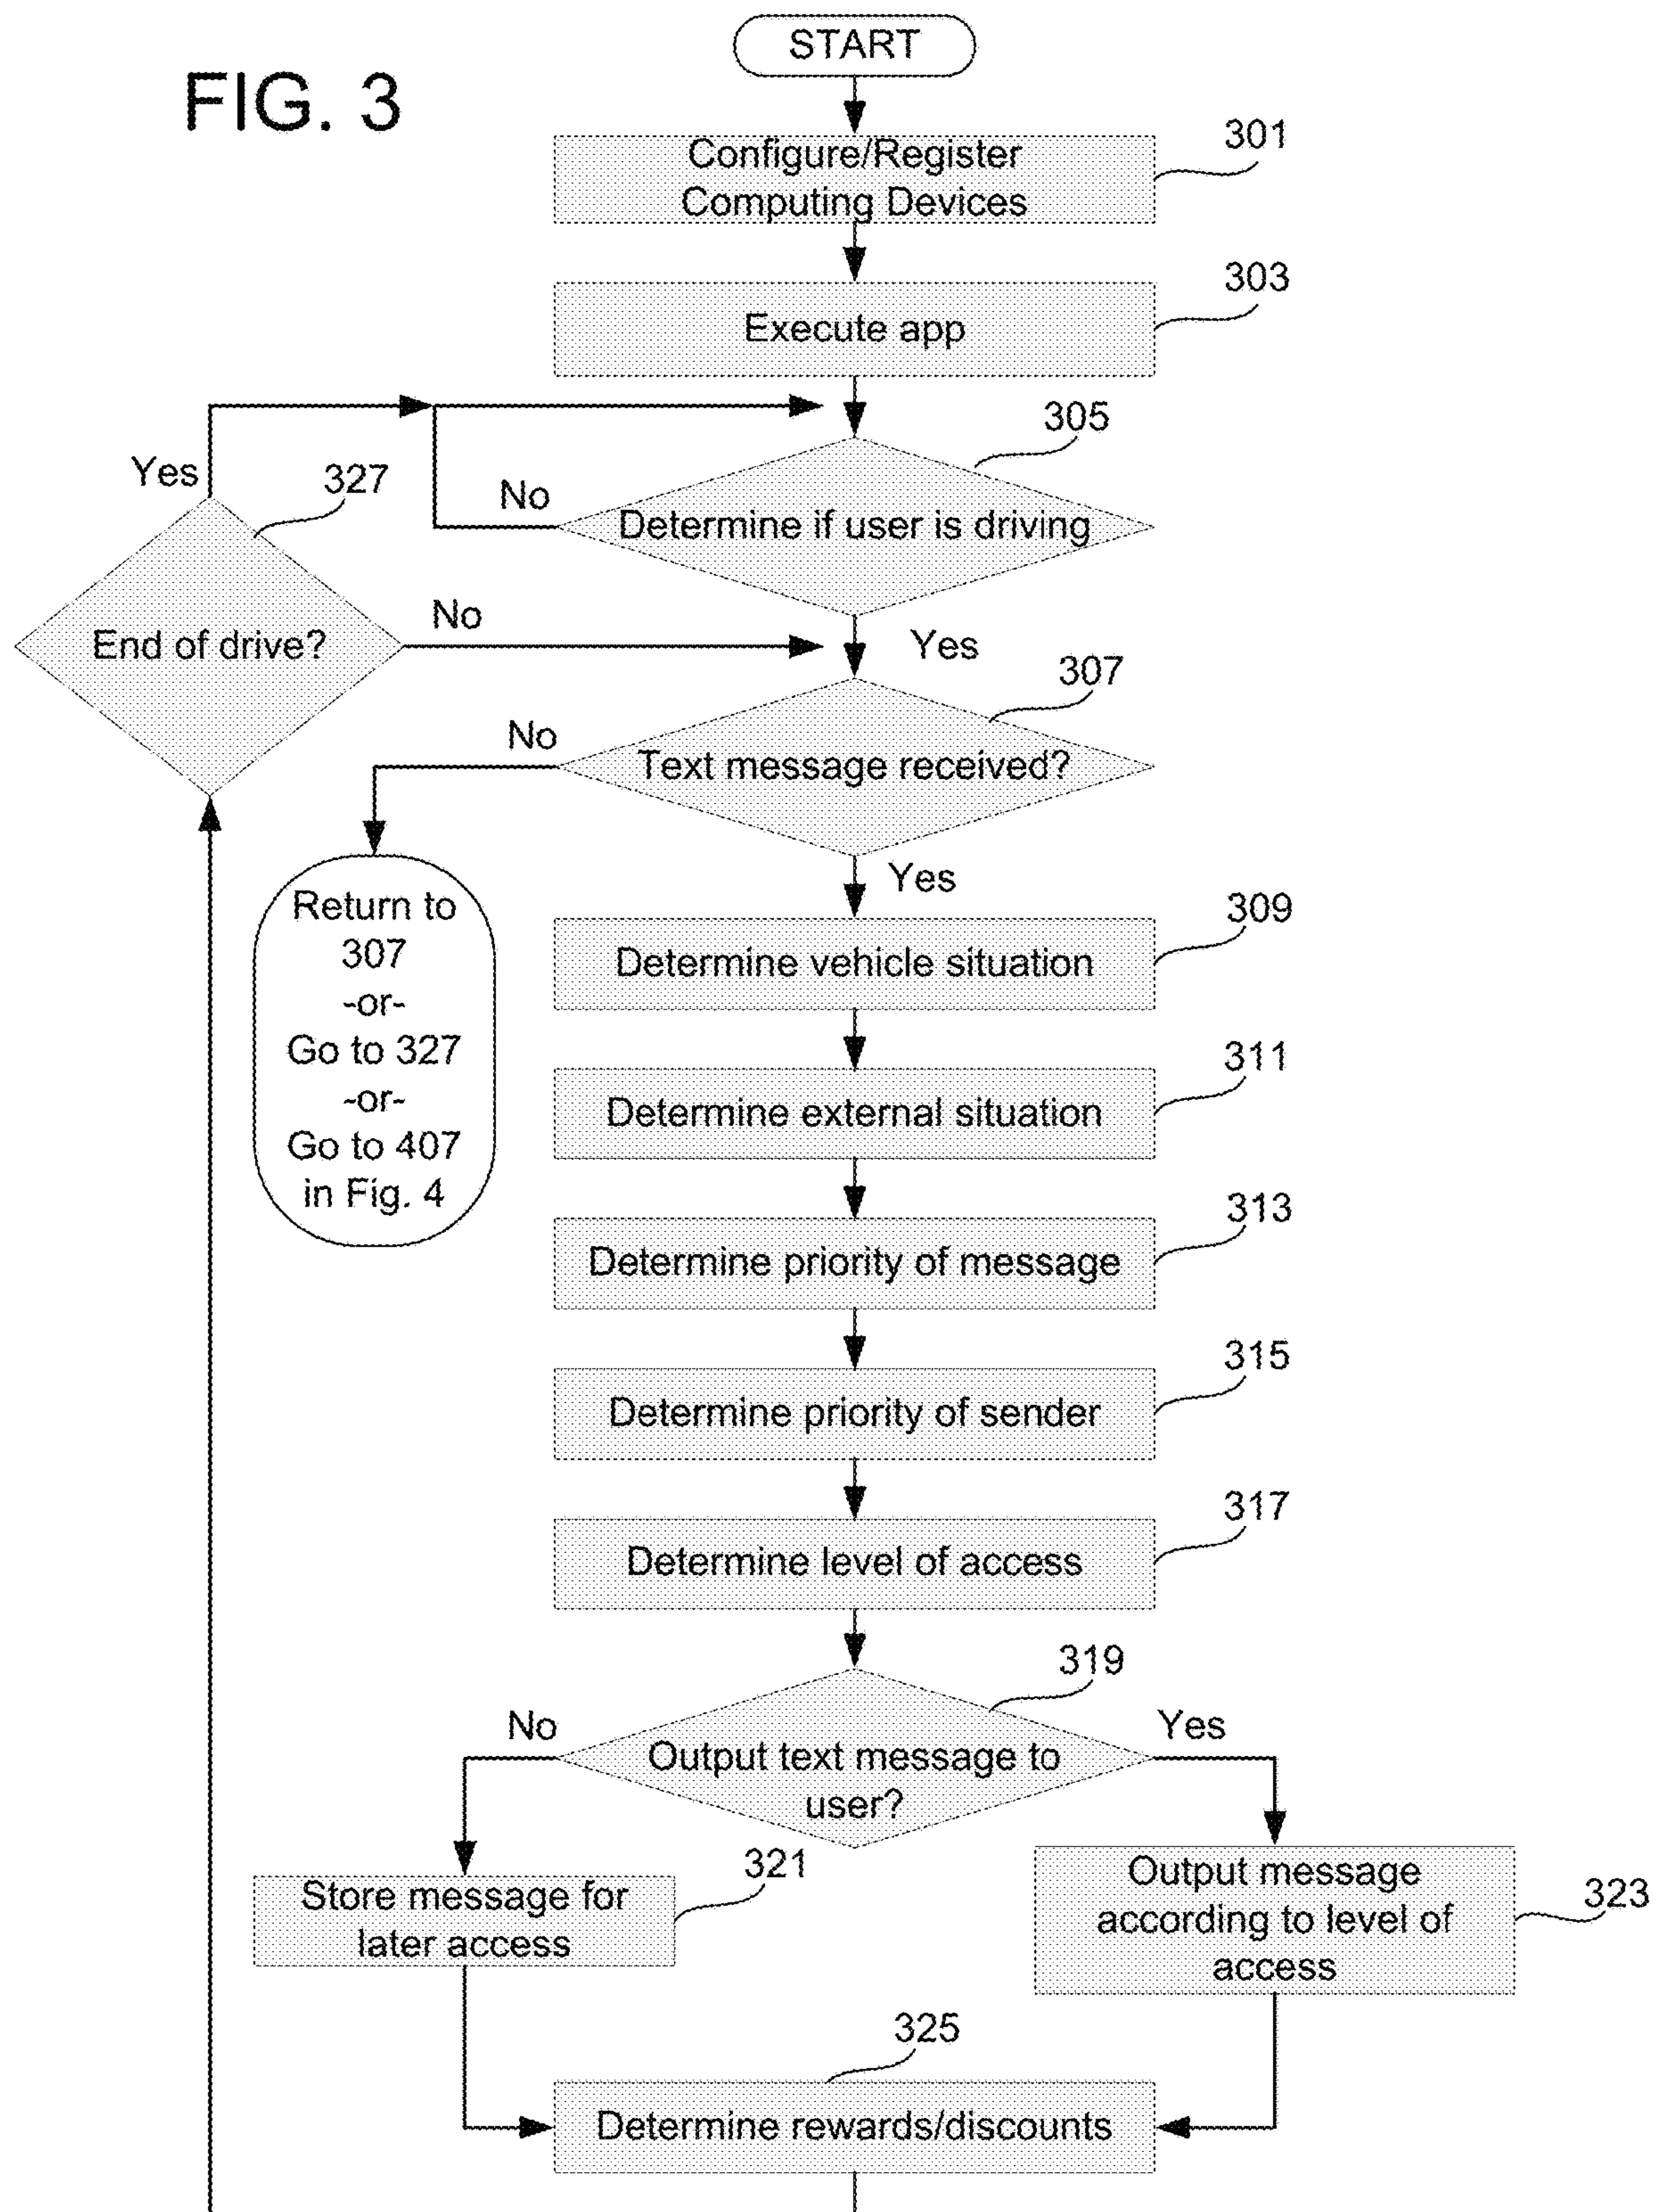 START
FIG. 3
Configure/Register
Computing Devices
301
Execute app
303
305
Yes
327
No
Determine if user is driving
End of drive?
No
Yes
307
No
Text message received?
Yes
Return to
307
-or-
Go to 327
-or-
Go to 407
in Fig. 4
309
Determine vehicle situation
311
Determine external situation
313
Determine priority of message
315
Determine priority of sender
317
Determine level of access
319
No
Yes
Output text message to
user?
321
Store message for
later access
Output message
according to level of
access
323
325
Determine rewards/discounts